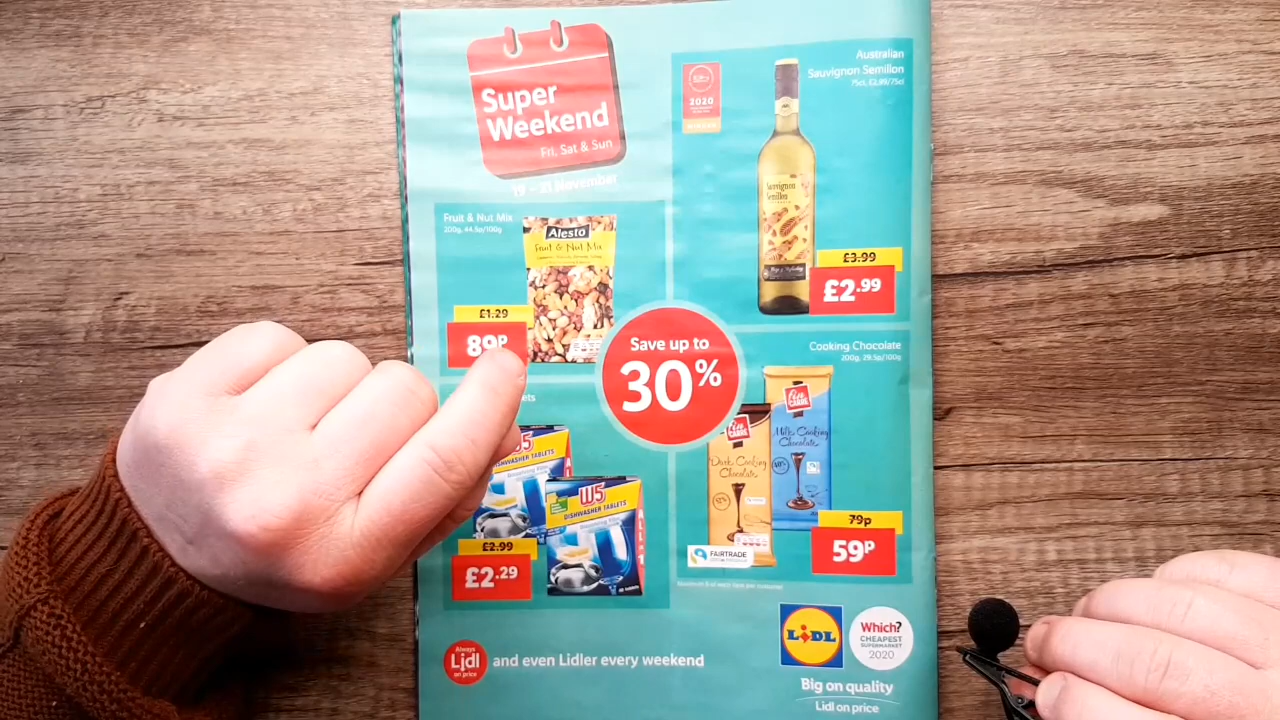 Super
Weekend
Fri, Sat & Sun
19 – 21 November
Australian
Sauvignon Semillon
75cl, £2.99/75cl
2020
Sauvignon
Semillon
£3.99
£2.99
Fruit & Nut Mix
200g, 44.5p/100g
Alesto
Fruit & Nut Mix
£1.29
89P
Save up to
30%
Cooking Chocolate
200g, 29.5p/100g
Fin
CARRÉ
Milk Cooking
Chocolate
Fin
CARRÉ
Dark Cooking
Chocolate
79p
59P
FAIRTRADE
W5
DISHWASHER TABLETS
W5
DISHWASHER TABLETS
£2.99
£2.29
Always
Lidl
on price
and even Lidler every weekend
LIDL
Which?
CHEAPEST
SUPERMARKET
2020
Big on quality
Lidl on price